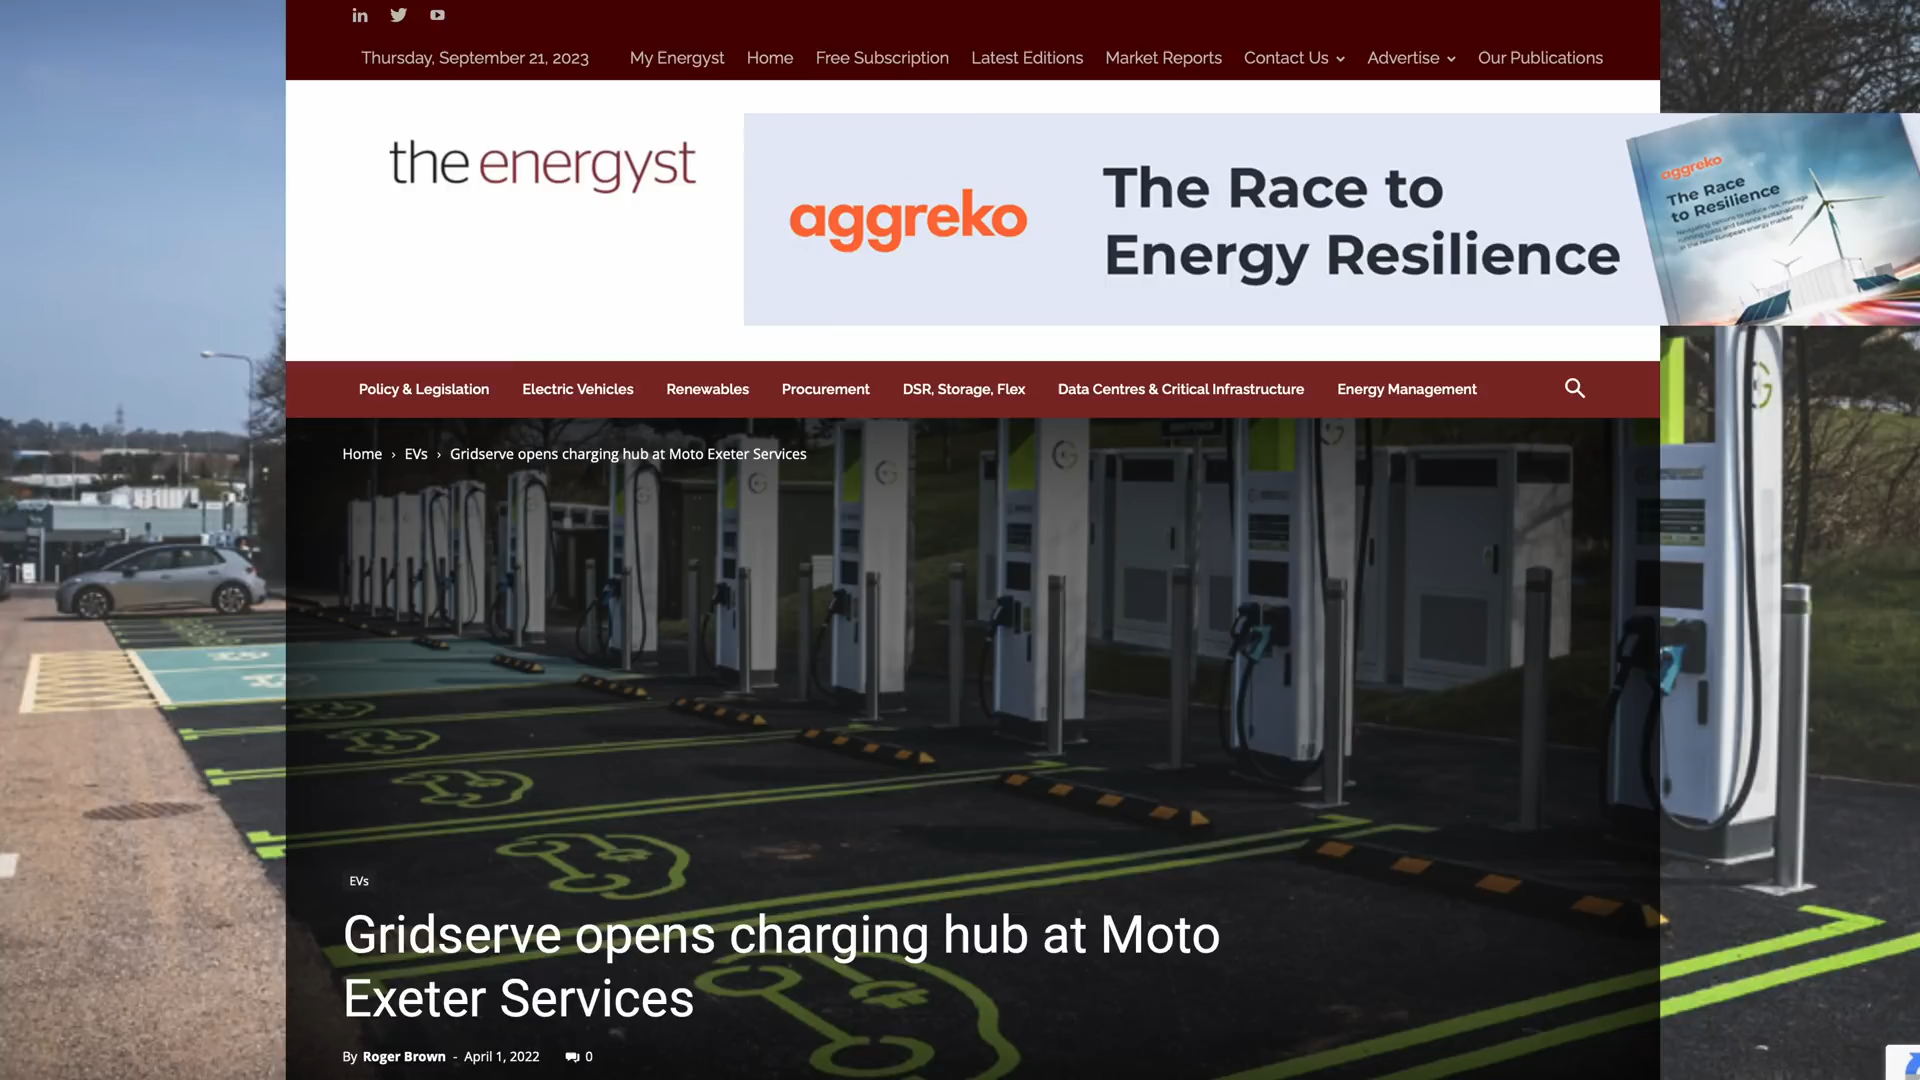 Thursday, September 21, 2023 My Energyst Home Free Subscription Latest Editions Market Reports Contact Us Advertise Our Publications
the energyst
aggreko
The Race to
Energy Resilience
aggreko
The Race
to Resilience
Policy & Legislation Electric Vehicles Renewables Procurement DSR, Storage, Flex Data Centres & Critical Infrastructure Energy Management
Home › EVs › Gridserve opens charging hub at Moto Exeter Services
EVs
Gridserve opens charging hub at Moto
Exeter Services
By Roger Brown - April 1, 2022 0